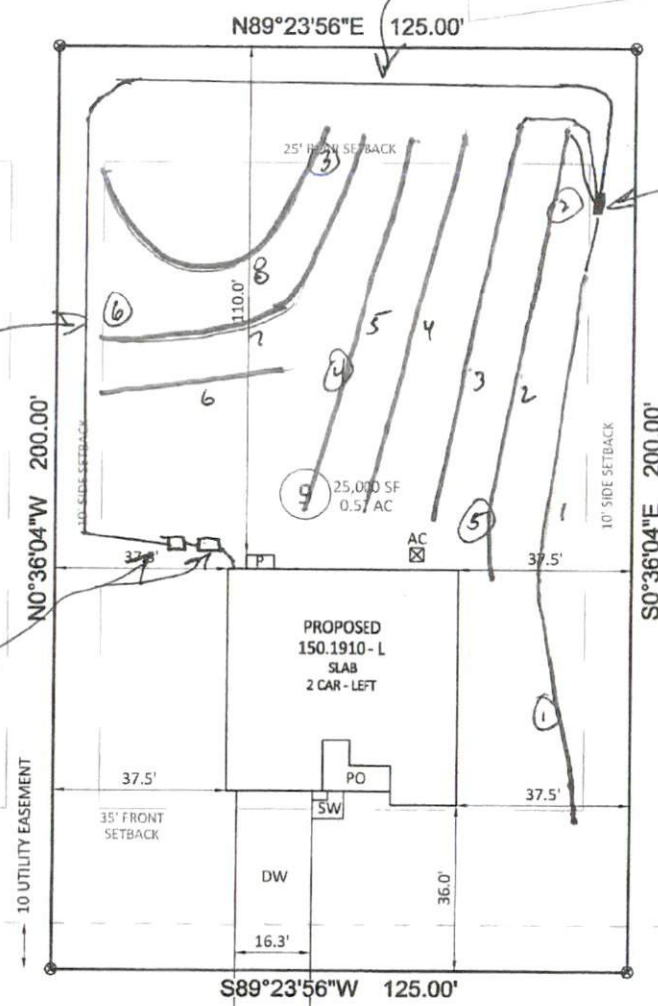 N89°23'56"E 125.00'
25' REAR SETBACK
3
2
8
6
110.0'
7
5
4
4
6
3
2
N0°36'04"W 200.00'
S0°36'04"E 200.00'
10' SIDE SETBACK
10' SIDE SETBACK
9
25,000 SF
0.57 AC
5
1
AC
37.5'
P
37.5'
PROPOSED
150.1910 - L
SLAB
2 CAR - LEFT
1
37.5'
PO
37.5'
SW
35' FRONT
SETBACK
10 UTILITY EASEMENT
DW
36.0'
16.3'
S89°23'56"W 125.00'